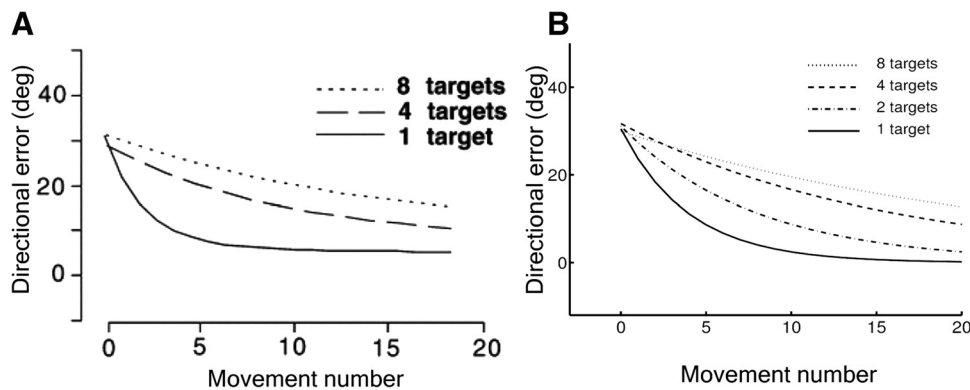 A
Directional error (deg)
40
20
0
8 targets
4 targets
1 target
0 5 10 15 20
Movement number
B
Directional error (deg)
40
20
0
8 targets
4 targets
2 targets
1 target
0 5 10 15 20
Movement number